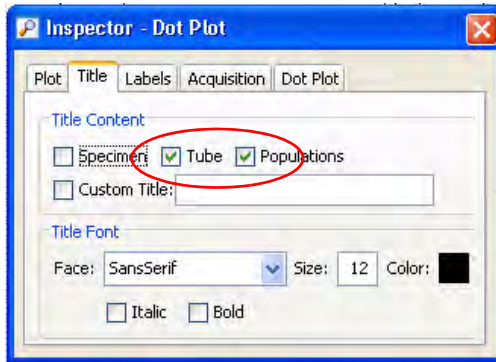 Inspector - Dot Plot
Plot Title Labels Acquisition Dot Plot
Title Content
Specimen Tube Populations
Custom Title:
Title Font
Face: SansSerif Size: 12 Color:
Italic Bold